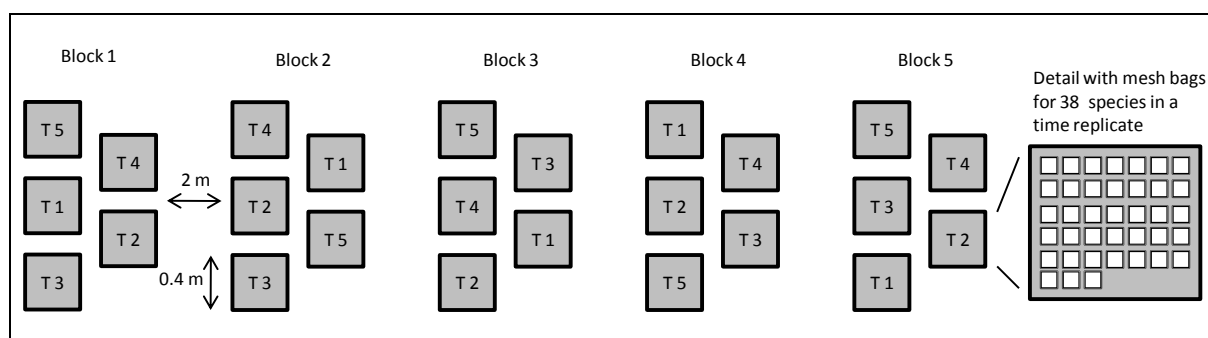 Block 1
Block 2
Block 3
Block 4
Block 5
Detail with mesh bags
for 38 species in a
time replicate
T 5
T 4
T 1
T 2
T 3
2 m
0.4 m
T 4
T 1
T 2
T 5
T 3
T 5
T 3
T 4
T 1
T 2
T 1
T 4
T 2
T 3
T 5
T 5
T 4
T 3
T 2
T 1